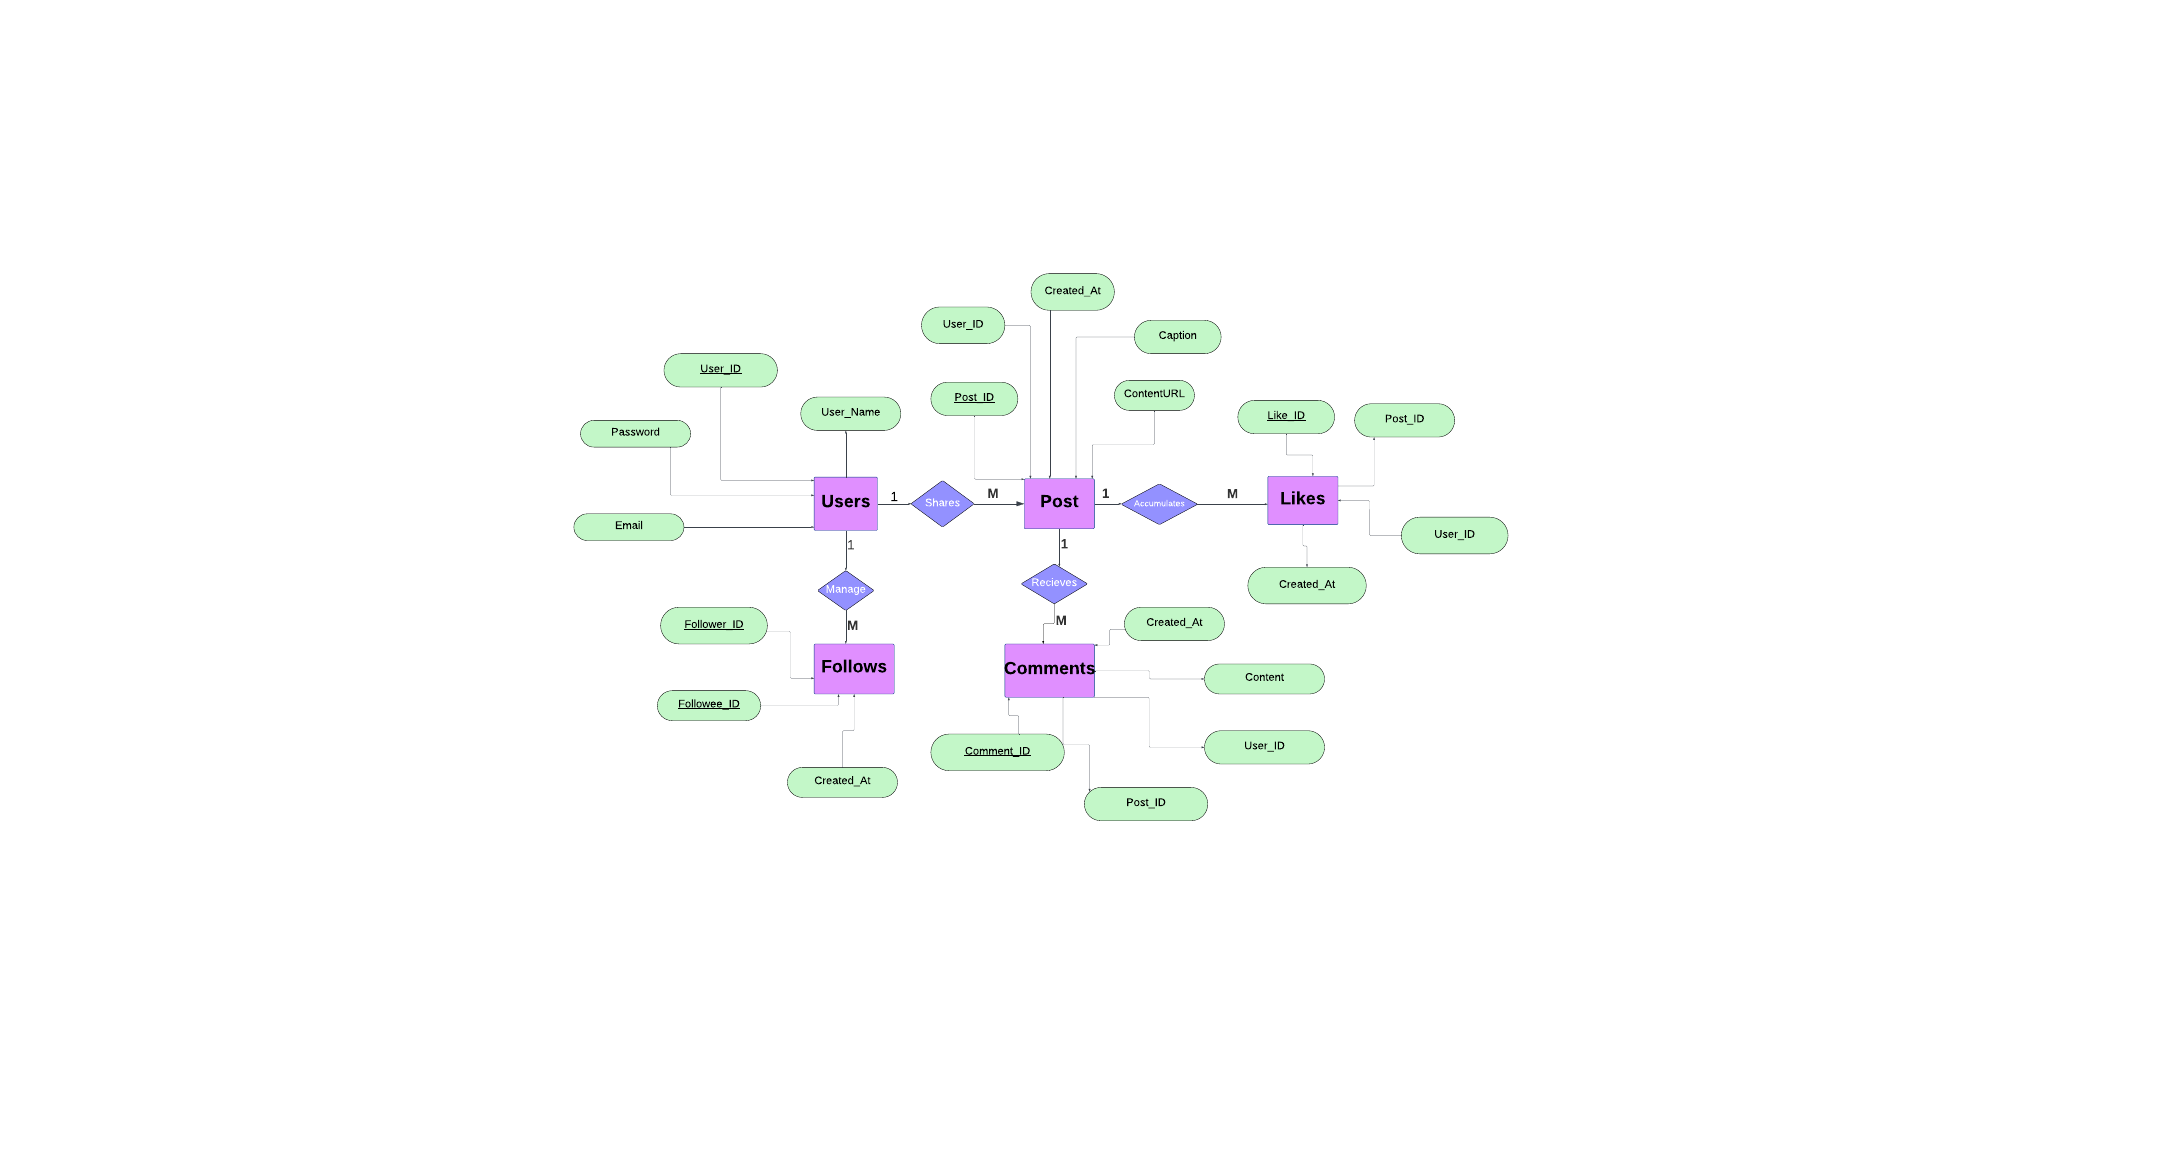 Created_At
User_ID
Caption
User_ID
ContentURL
Post_ID
User_Name
Like_ID
Post_ID
Password
Users
1
Shares
M
Post
1
Accumulates
M
Likes
Email
User_ID
1
1
Manage
Recieves
Created_At
M
M
Follower_ID
Created_At
Follows
Comments
Content
Followee_ID
Comment_ID
User_ID
Created_At
Post_ID